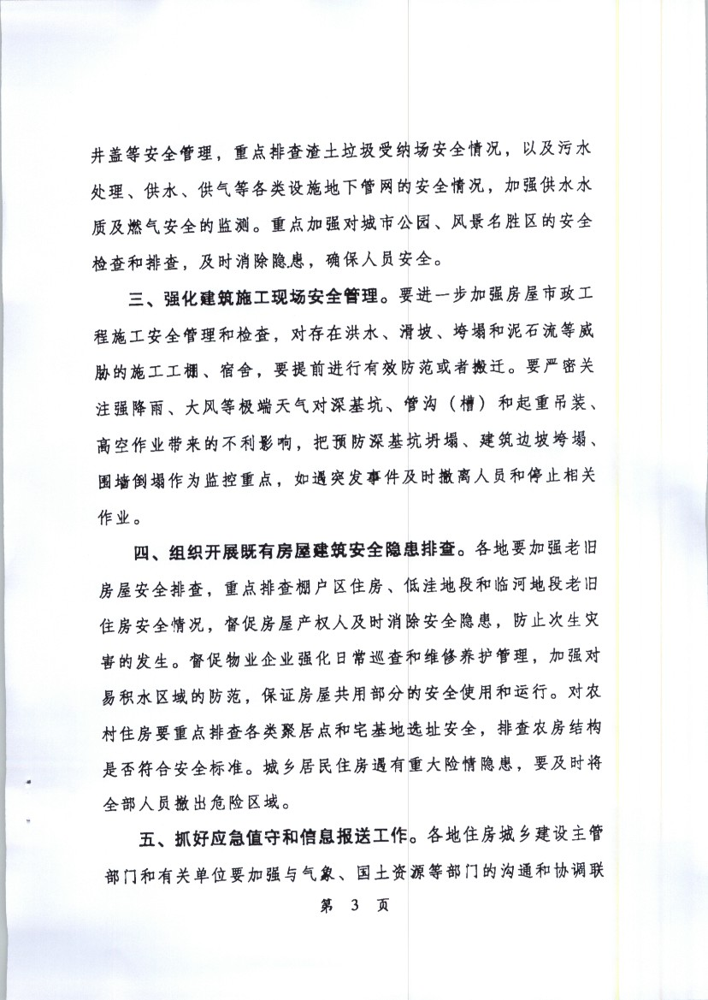 井盖等安全管理，重点排查渣土垃圾受纳场安全情况，以及污水
处理、供水、供气等各类设施地下管网的安全情况，加强供水水
质及燃气安全的监测。重点加强对城市公园、风景名胜区的安全
检查和排查，及时消除隐患，确保人员安全。
三、强化建筑施工现场安全管理。要进一步加强房屋市政工
程施工安全管理和检查，对存在洪水、滑坡、垮塌和泥石流等威
胁的施工工棚、宿舍，要提前进行有效防范或者搬迁。要严密关
注强降雨、大风等极端天气对深基坑、管沟（槽）和起重吊装、
高空作业带来的不利影响，把预防深基坑坍塌、建筑边坡垮塌、
围墙倒塌作为监控重点，如遇突发事件及时撤离人员和停止相关
作业。
四、组织开展既有房屋建筑安全隐患排查。各地要加强老旧
房屋安全排查，重点排查棚户区住房、低洼地段和临河地段老旧
住房安全情况，督促房屋产权人及时消除安全隐患，防止次生灾
害的发生。督促物业企业强化日常巡查和维修养护管理，加强对
易积水区域的防范，保证房屋共用部分的安全使用和运行。对农
村住房要重点排查各类聚居点和宅基地选址安全，排查农房结构
是否符合安全标准。城乡居民住房遇有重大险情隐患，要及时将
全部人员撤出危险区域。
五、抓好应急值守和信息报送工作。各地住房城乡建设主管
部门和有关单位要加强与气象、国土资源等部门的沟通和协调联
第 3 页